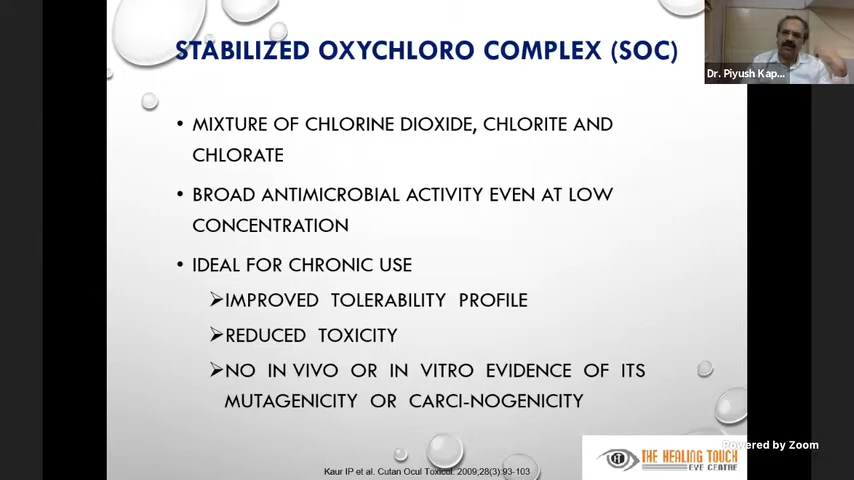 STABILIZED OXYCHLORO COMPLEX (SOC)
Dr. Piyush Kap...
• MIXTURE OF CHLORINE DIOXIDE, CHLORITE AND
CHLORATE
• BROAD ANTIMICROBIAL ACTIVITY EVEN AT LOW
CONCENTRATION
• IDEAL FOR CHRONIC USE
➢IMPROVED TOLERABILITY PROFILE
➢REDUCED TOXICITY
➢NO IN VIVO OR IN VITRO EVIDENCE OF ITS
MUTAGENICITY OR CARCI-NOGENICITY
Powered by Zoom
THE HEALING TOUCH
EYE CENTRE
Kaur IP et al. Cutan Ocul Toxicol. 2009;28(3):93-103